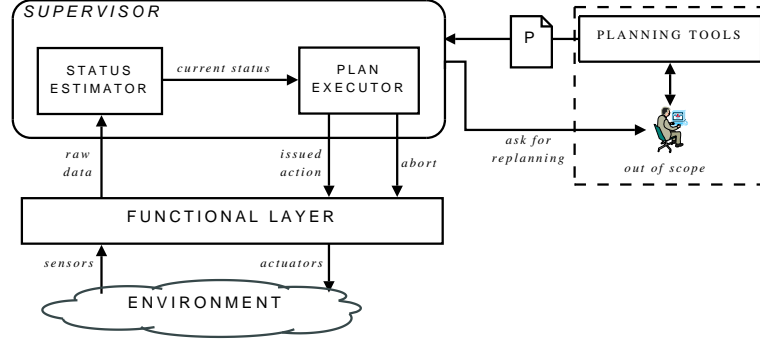 SUPERVISOR
STATUS
ESTIMATOR
current status
PLAN
EXECUTOR
P
PLANNING TOOLS
ask for
replanning
out of scope
raw
data
issued
action
abort
FUNCTIONAL LAYER
sensors
actuators
ENVIRONMENT